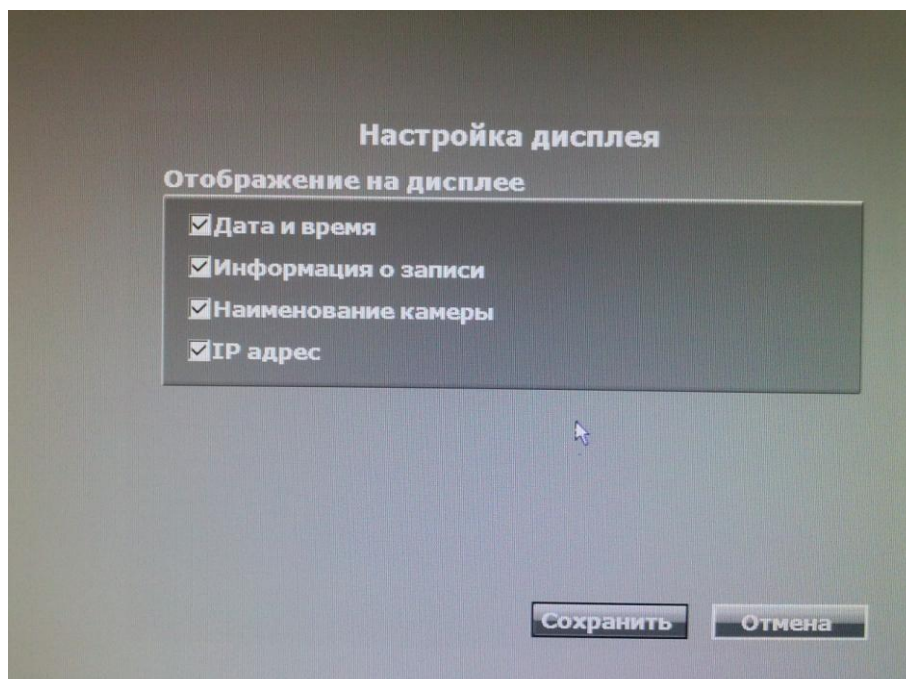 Настройка дисплея
Отображение на дисплее
Дата и время
Информация о записи
Наименование камеры
IP адрес
Сохранить
Отмена